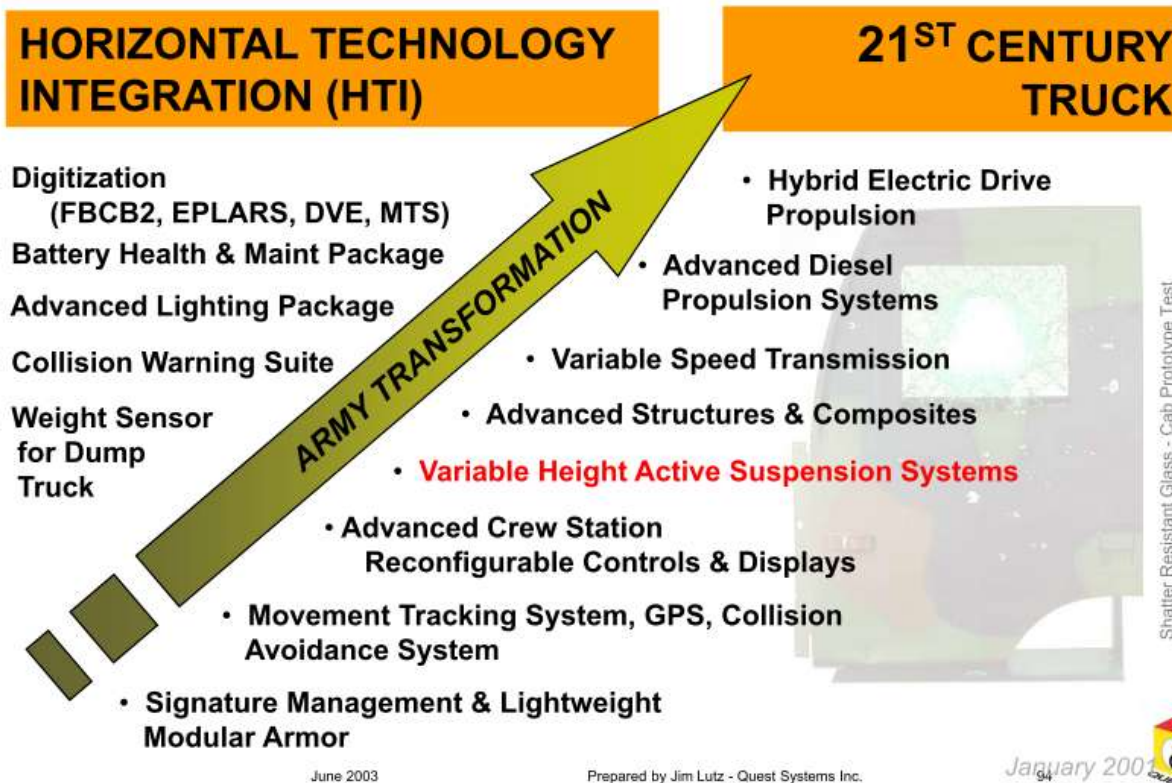 HORIZONTAL TECHNOLOGY
INTEGRATION (HTI)
21ST CENTURY
TRUCK
Digitization
(FBCB2, EPLARS, DVE, MTS)
Battery Health & Maint Package
Advanced Lighting Package
Collision Warning Suite
Weight Sensor
for Dump
Truck
ARMY TRANSFORMATION
• Hybrid Electric Drive
Propulsion
• Advanced Diesel
Propulsion Systems
• Variable Speed Transmission
• Advanced Structures & Composites
• Variable Height Active Suspension Systems
• Advanced Crew Station
Reconfigurable Controls & Displays
• Movement Tracking System, GPS, Collision
Avoidance System
• Signature Management & Lightweight
Modular Armor
Shatter Resistant Glass - Cab Prototype Test
June 2003
Prepared by Jim Lutz - Quest Systems Inc.
94
January 2001